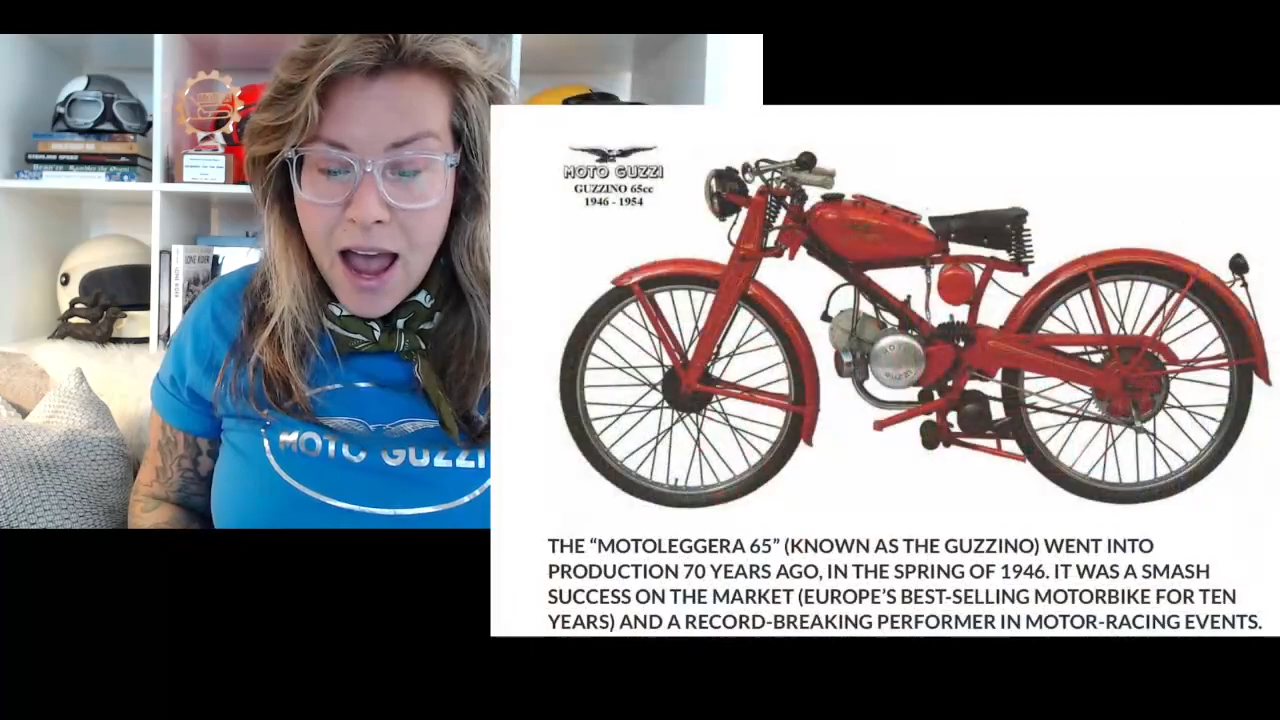 LONE RIDER
MOTO GUZZI
MOTO GUZZI
GUZZINO 65cc
1946 - 1954
THE “MOTOLEGGERA 65” (KNOWN AS THE GUZZINO) WENT INTO
PRODUCTION 70 YEARS AGO, IN THE SPRING OF 1946. IT WAS A SMASH
SUCCESS ON THE MARKET (EUROPE’S BEST-SELLING MOTORBIKE FOR TEN
YEARS) AND A RECORD-BREAKING PERFORMER IN MOTOR-RACING EVENTS.